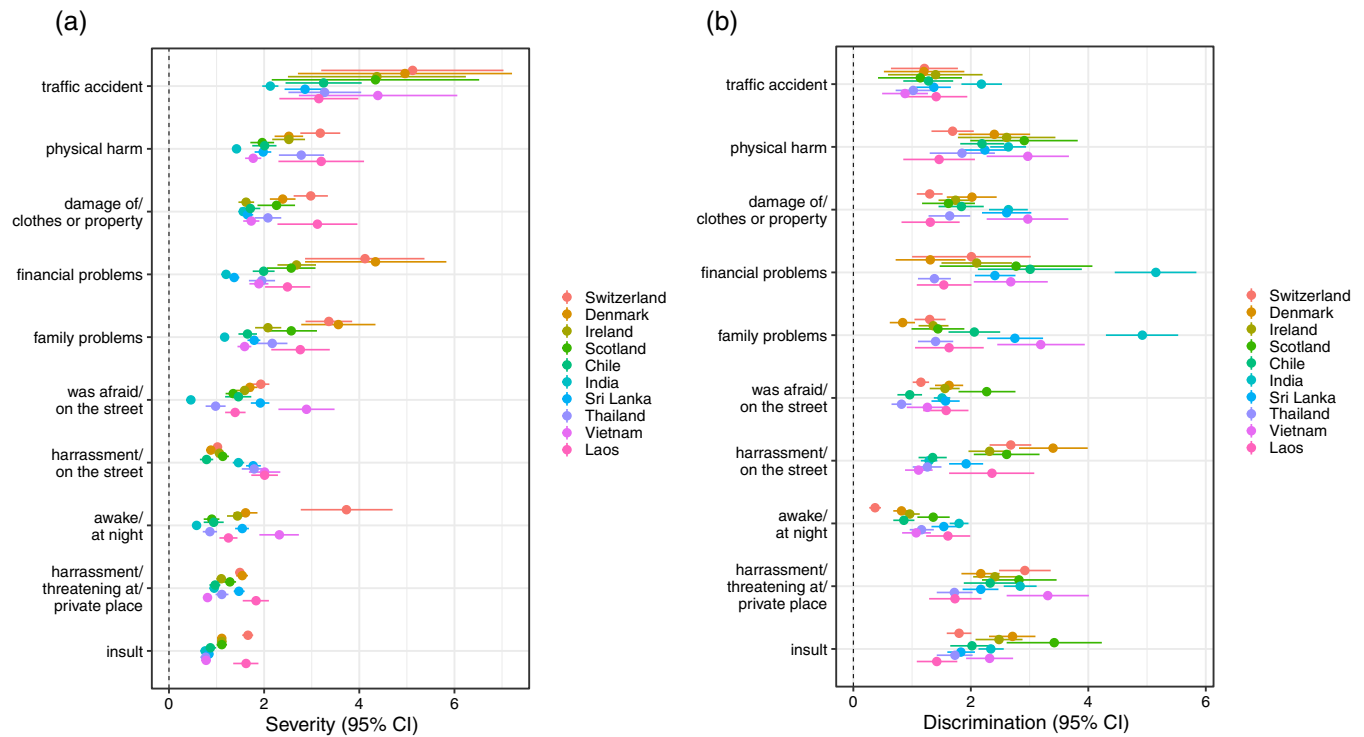 (a)
traffic accident
physical harm
damage of/
clothes or property
financial problems
family problems
was afraid/
on the street
harrassment/
on the street
awake/
at night
harrassment/
threatening at/
private place
insult
0
2
4
6
Severity (95% CI)
Switzerland
Denmark
Ireland
Scotland
Chile
India
Sri Lanka
Thailand
Vietnam
Laos
(b)
traffic accident
physical harm
damage of/
clothes or property
financial problems
family problems
was afraid/
on the street
harrassment/
on the street
awake/
at night
harrassment/
threatening at/
private place
insult
0
2
4
6
Discrimination (95% CI)
Switzerland
Denmark
Ireland
Scotland
Chile
India
Sri Lanka
Thailand
Vietnam
Laos